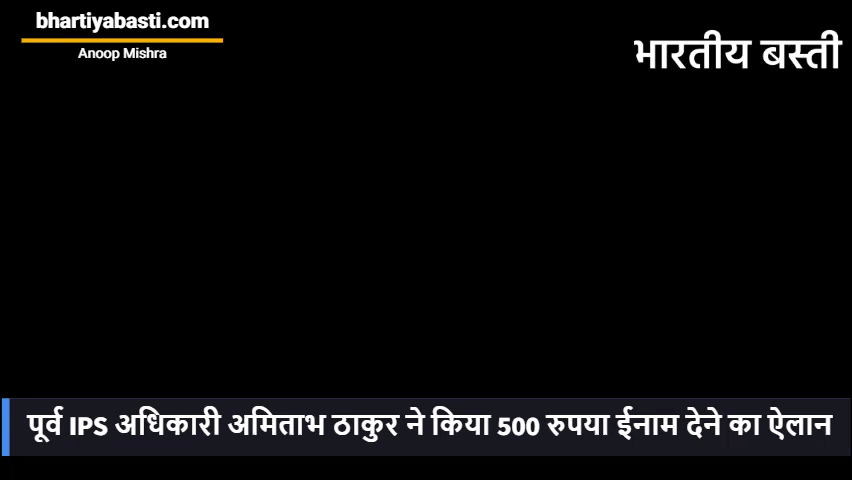 bhartiyabasti.com
Anoop Mishra
भारतीय बस्ती
पूर्व IPS अधिकारी अमिताभ ठाकुर ने किया 500 रुपया ईनाम देने का ऐलान